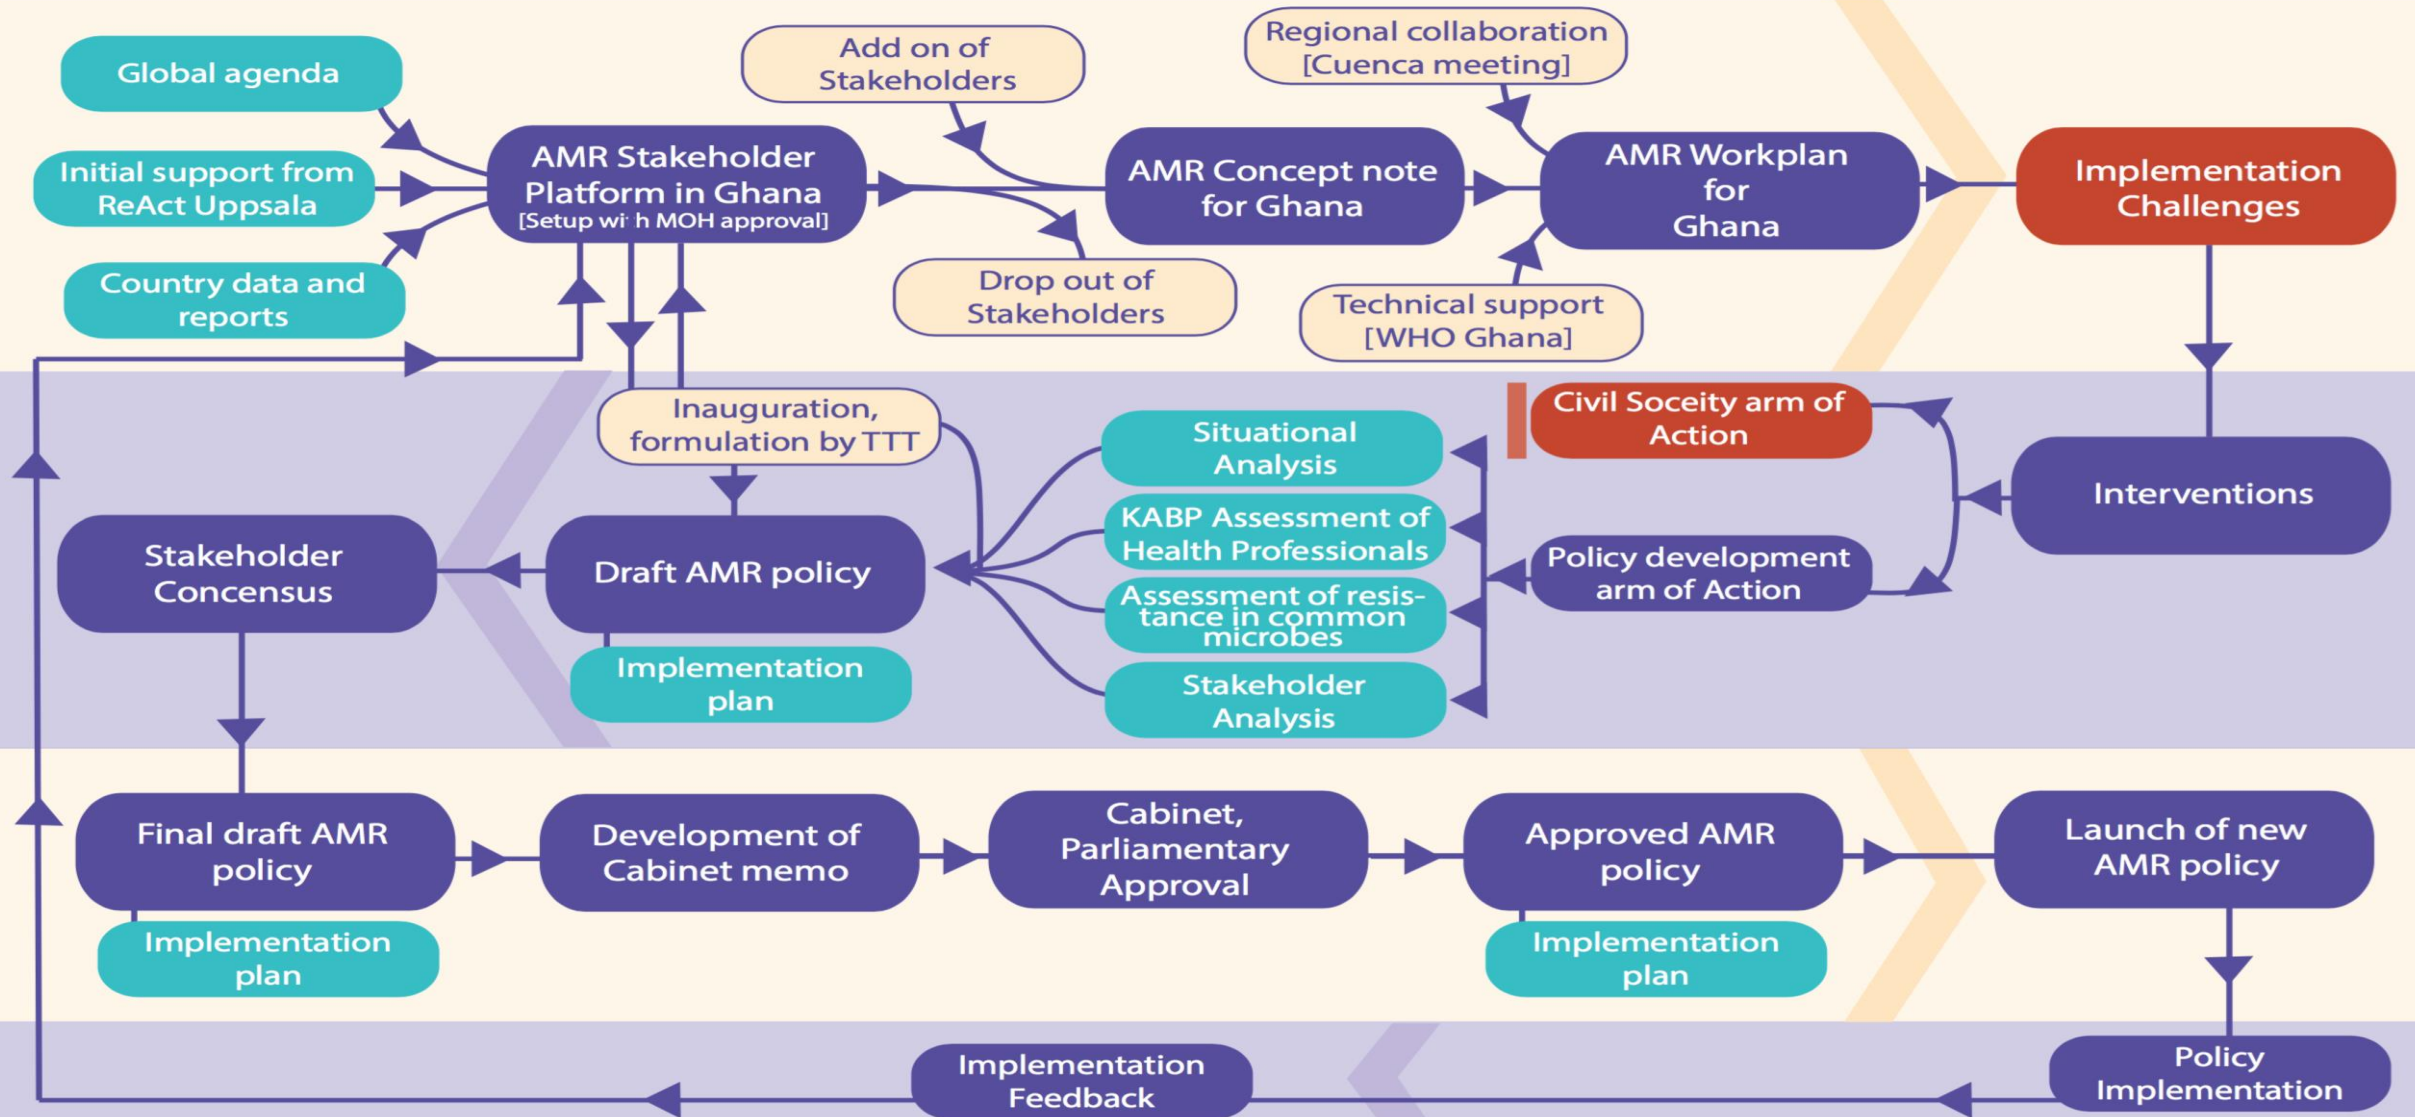 Global agenda
Initial support from
ReAct Uppsala
Country data and
reports
AMR Stakeholder
Platform in Ghana
[Setup with MOH approval]
Add on of
Stakeholders
Drop out of
Stakeholders
AMR Concept note
for Ghana
Regional collaboration
[Cuenca meeting]
Technical support
[WHO Ghana]
AMR Workplan
for
Ghana
Implementation
Challenges
Interventions
Civil Soceity arm of
Action
Policy development
arm of Action
Situational
Analysis
KABP Assessment of
Health Professionals
Assessment of resis-
tance in common
microbes
Stakeholder
Analysis
Inauguration,
formulation by TTT
Draft AMR policy
Implementation
plan
Stakeholder
Concensus
Final draft AMR
policy
Implementation
plan
Development of
Cabinet memo
Cabinet,
Parliamentary
Approval
Approved AMR
policy
Implementation
plan
Launch of new
AMR policy
Policy
Implementation
Implementation
Feedback